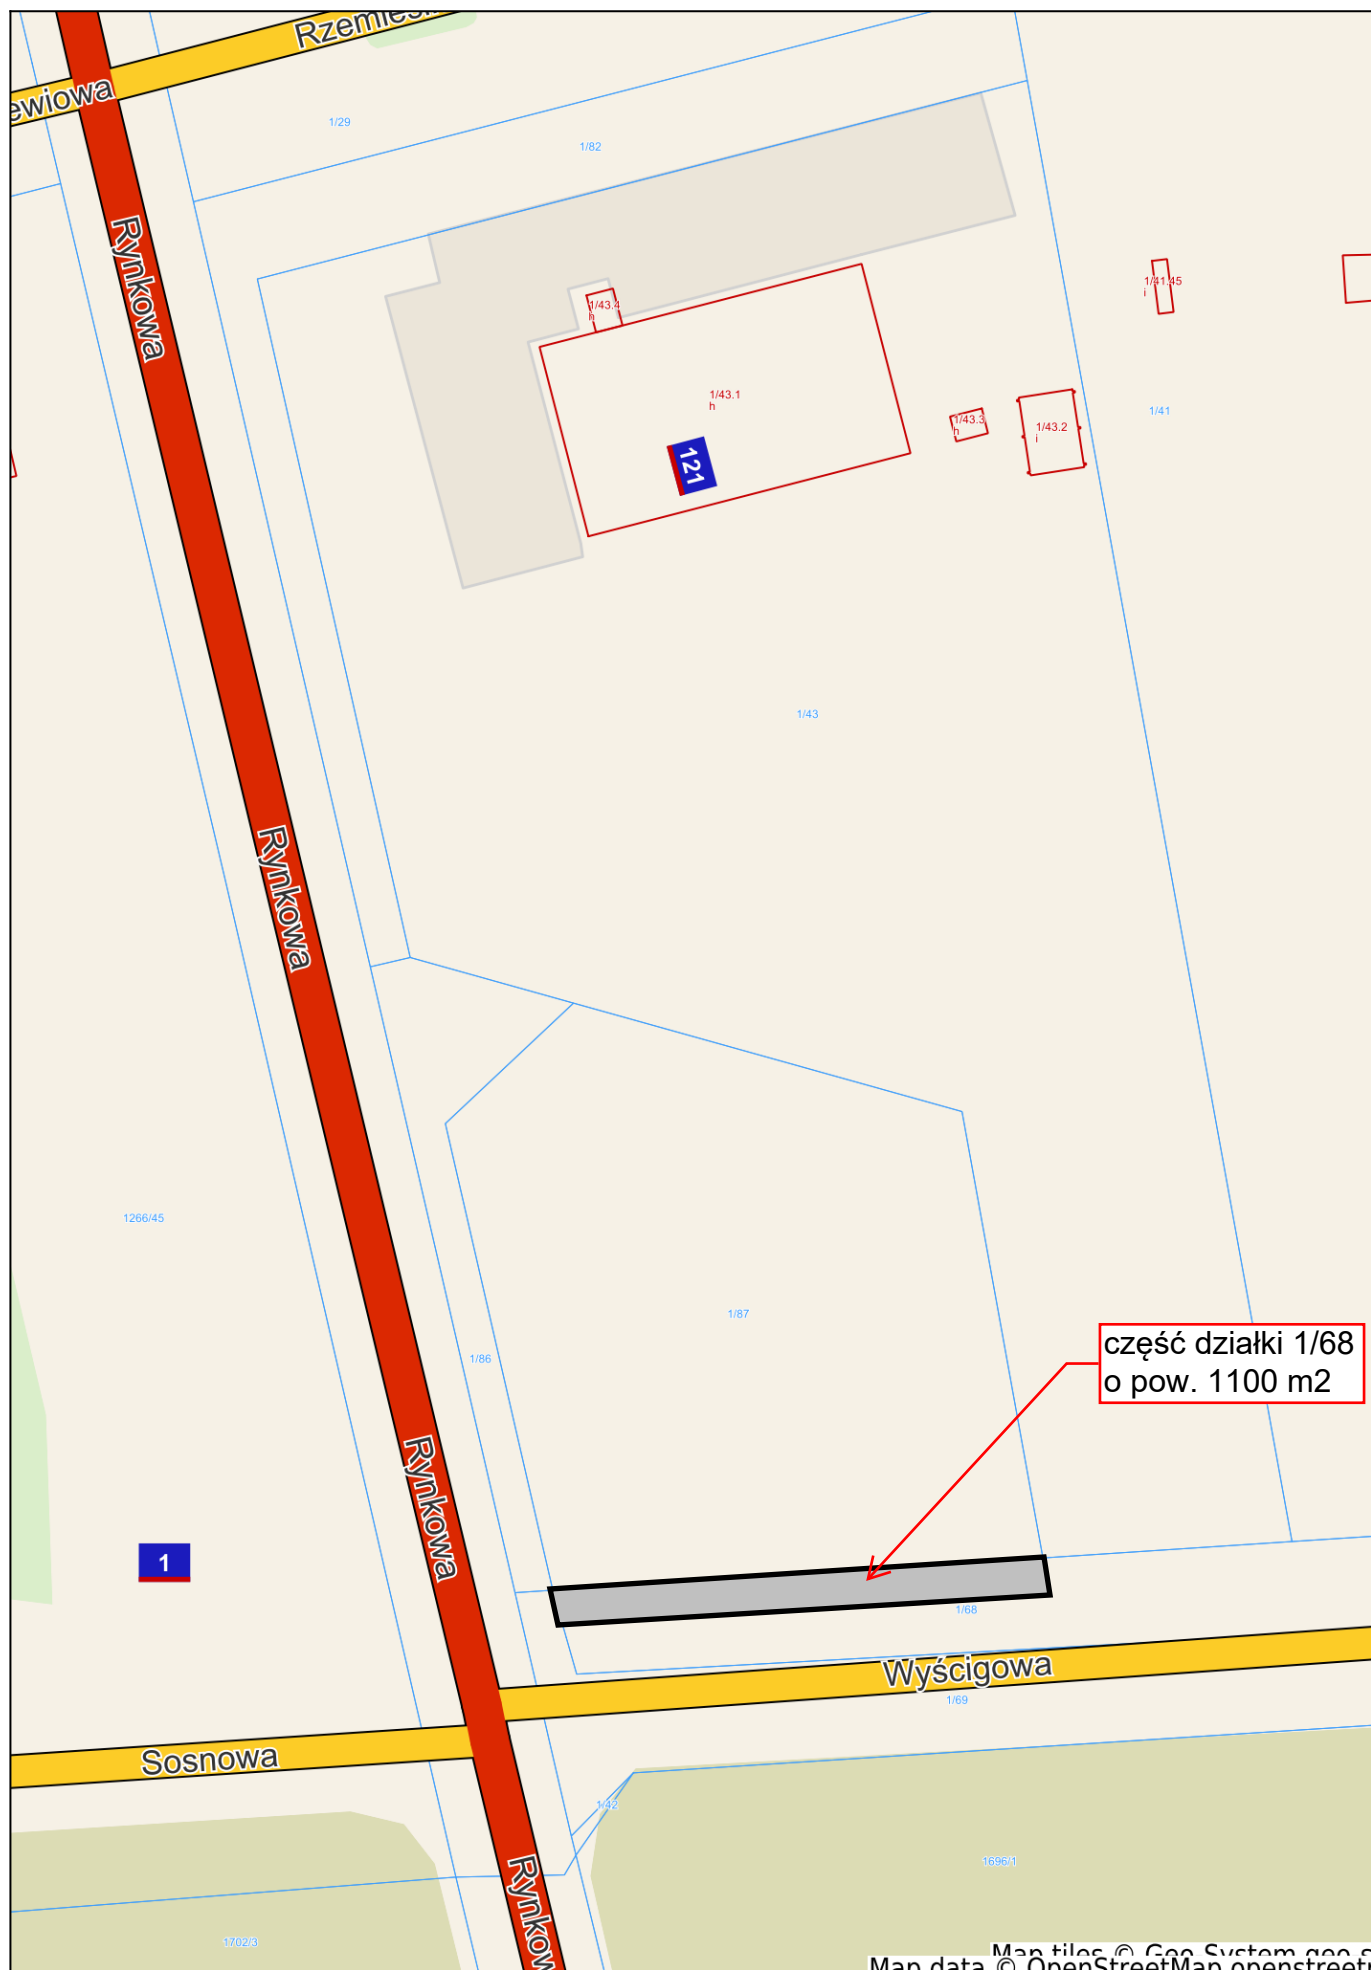 ewiowa
1/29
1/82
Rynkowa
1/43.4
h
1/41.45
i
1/43.1
h
1/43.3
h
1/43.2
i
1/41
121
1/43
Rynkowa
1266/45
1/87
1/86
część działki 1/68
o pow. 1100 m2
Rynkowa
1
1/68
Wyścigowa
1/69
Sosnowa
1/42
1696/1
1702/3
Map tiles © Geo-System
Map data © OpenStreetMap